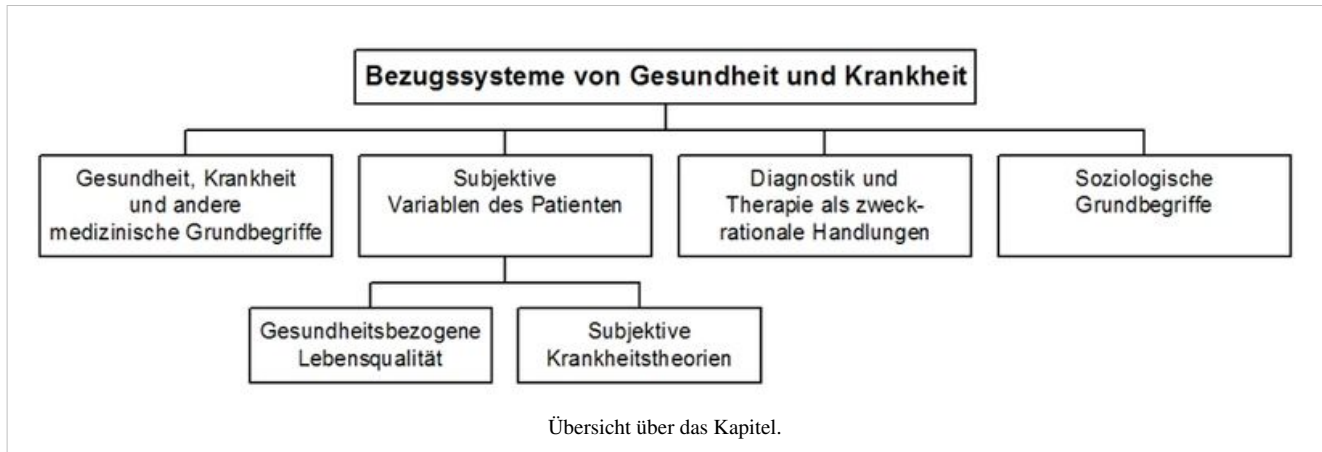 Bezugssysteme von Gesundheit und Krankheit
Gesundheit, Krankheit
und andere
medizinische Grundbegriffe
Subjektive
Variablen des Patienten
Diagnostik und
Therapie als zweck-
rationale Handlungen
Soziologische
Grundbegriffe
Gesundheitsbezogene
Lebensqualität
Subjektive
Krankheitstheorien
Übersicht über das Kapitel.